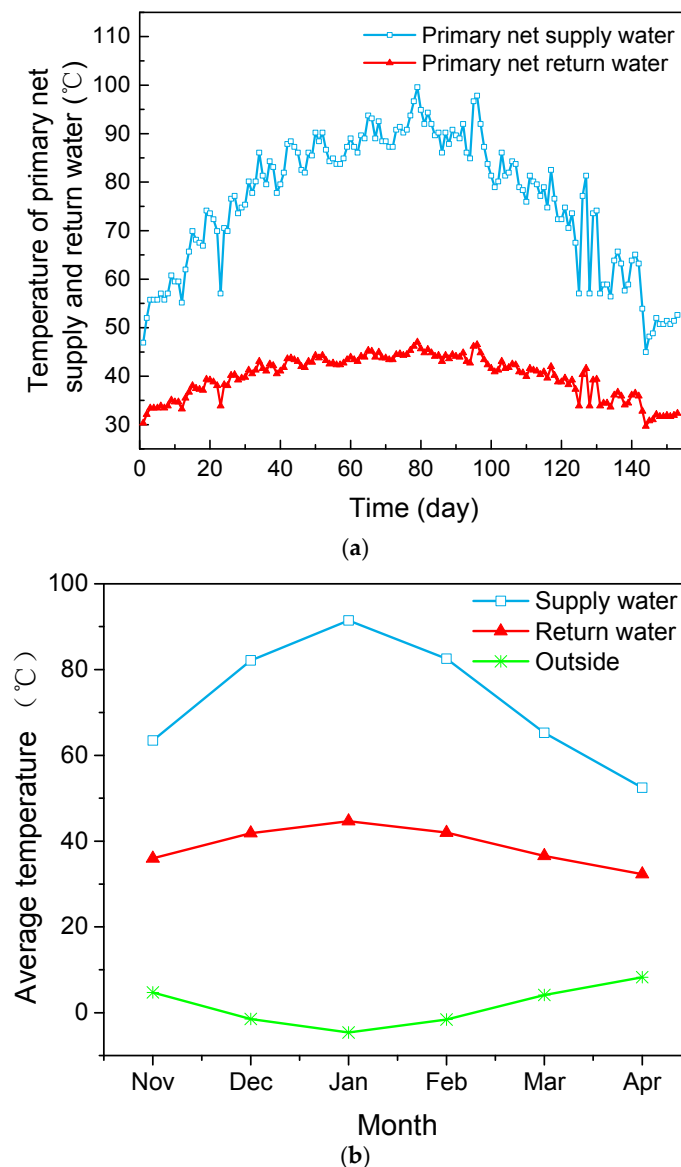 110
100
90
80
70
60
50
40
30
Temperature of primary net
supply and return water (℃)
Primary net supply water
Primary net return water
0
20
40
60
80
100
120
140
Time (day)
(a)
100
80
60
40
20
0
Average temperature (℃)
Supply water
Return water
Outside
Nov
Dec
Jan
Feb
Mar
Apr
Month
(b)